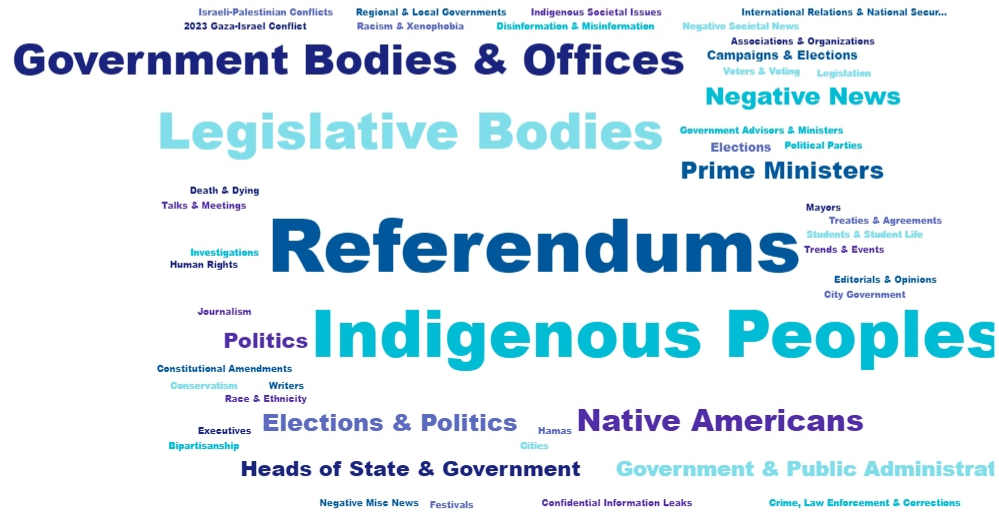 Israeli-Palestinian Conflicts
Regional & Local Governments
Indigenous Societal Issues
International Relations & National Secur...
2023 Gaza-Israel Conflict
Racism & Xenophobia
Disinformation & Misinformation
Negative Societal News
Associations & Organizations
Government Bodies & Offices
Campaigns & Elections
Voters & Voting
Legislation
Negative News
Legislative Bodies
Government Advisors & Ministers
Elections
Political Parties
Prime Ministers
Death & Dying
Talks & Meetings
Mayors
Treaties & Agreements
Students & Student Life
Referendums
Trends & Events
Investigations
Human Rights
Editorials & Opinions
City Government
Journalism
Indigenous Peoples
Politics
Constitutional Amendments
Conservatism
Writers
Race & Ethnicity
Elections & Politics
Native Americans
Executives
Hamas
Bipartisanship
Cities
Heads of State & Government
Government & Public Administrat
Negative Misc News
Festivals
Confidential Information Leaks
Crime, Law Enforcement & Corrections